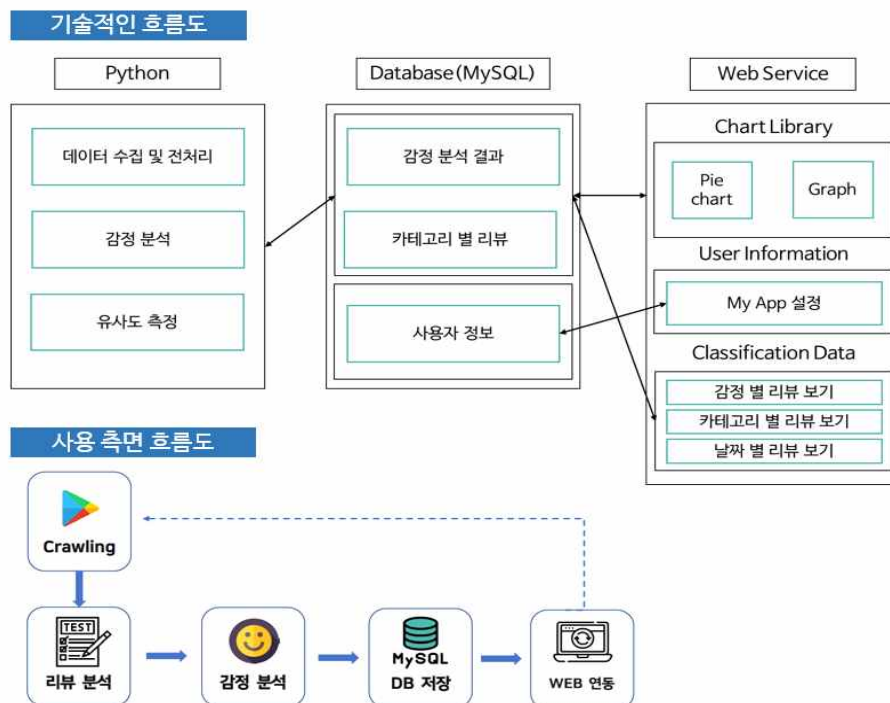 기술적인 흐름도
Python
Database(MySQL)
Web Service
데이터 수집 및 전처리
감정 분석
유사도 측정
감정 분석 결과
카테고리 별 리뷰
사용자 정보
Chart Library
Pie
chart
Graph
User Information
My App 설정
Classification Data
감정 별 리뷰 보기
카테고리 별 리뷰 보기
날짜 별 리뷰 보기
사용 측면 흐름도
Crawling
TEST
리뷰 분석
감정 분석
MySQL
DB 저장
WEB 연동